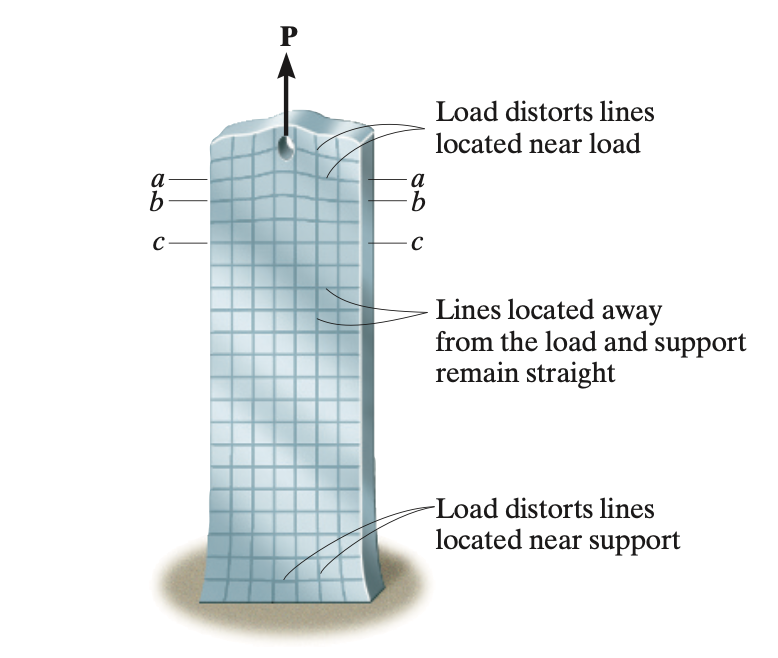 P
Load distorts lines
located near load
a a
b b
c c
Lines located away
from the load and support
remain straight
Load distorts lines
located near support